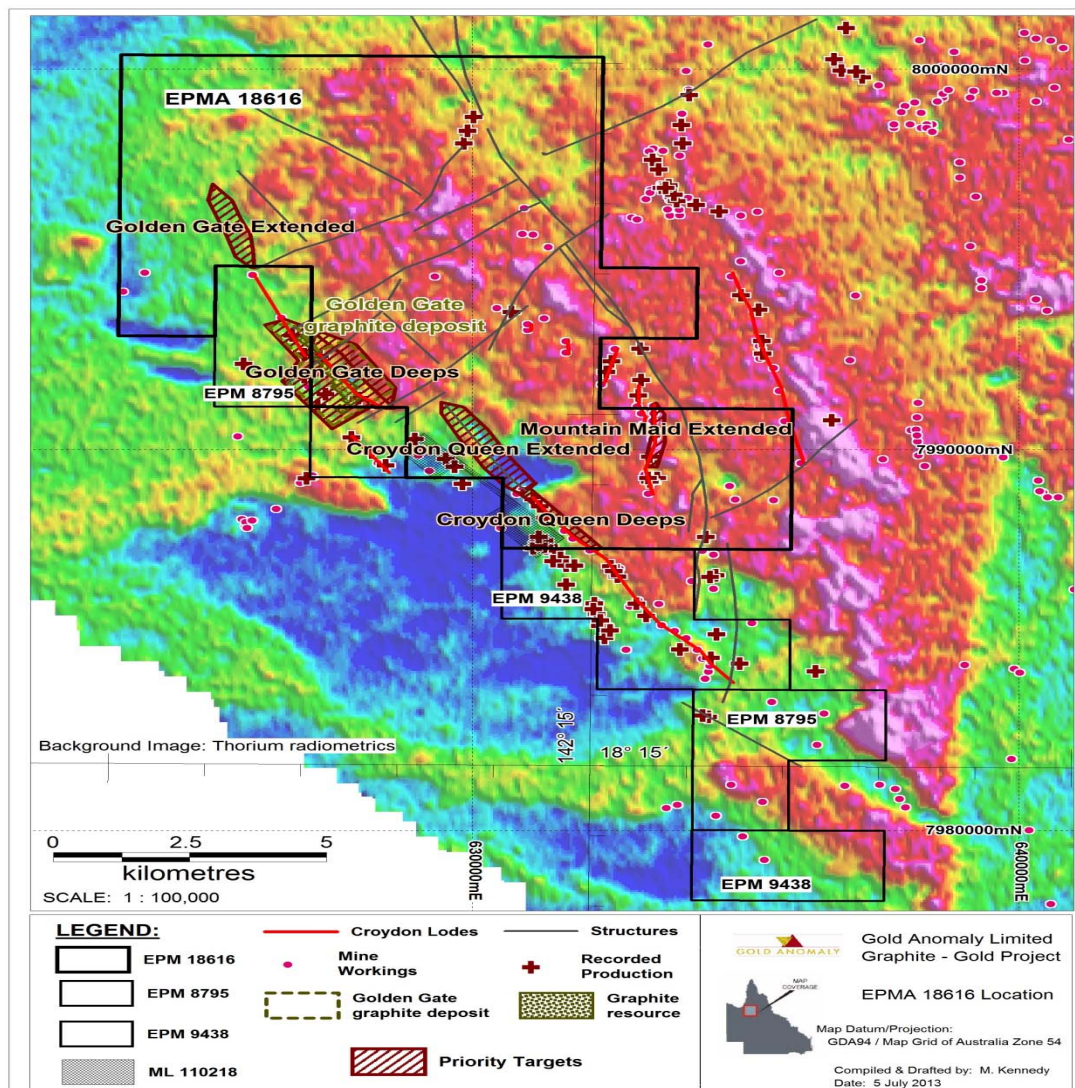 8000000mN
EPMA 18616
Golden Gate Extended
Golden Gate
graphite deposit
Golden Gate Deeps
EPM 8795
Mountain Maid Extended
7990000mN
Croydon Queen Extended
Croydon Queen Deeps
EPM 9438
142° 15´
18° 15´
EPM 8795
Background Image: Thorium radiometrics
7980000mN
0 2.5 5
kilometres
SCALE: 1 : 100,000
630000mE
640000mE
EPM 9438
LEGEND:
EPM 18616
EPM 8795
EPM 9438
ML 110218
Croydon Lodes
Structures
Mine
Workings
Recorded
Production
Golden Gate
graphite deposit
Graphite
resource
Priority Targets
GOLD ANOMALY
Gold Anomaly Limited
Graphite - Gold Project
MAP
COVERAGE
EPMA 18616 Location
Map Datum/Projection:
GDA94 / Map Grid of Australia Zone 54
Compiled & Drafted by: M. Kennedy
Date: 5 July 2013